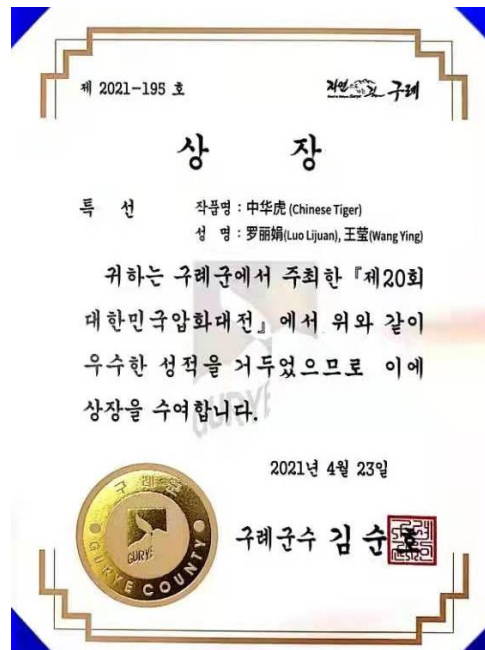 제 2021-195 호
구례
상 장
특 선 작품명 : 中华虎 (Chinese Tiger)
성 명 : 罗丽娟(Luo Lijuan), 王莹(Wang Ying)
귀하는 구례군에서 주최한 『제20회
대한민국압화대전』에서 위와 같이
우수한 성적을 거두었으므로 이에
상장을 수여합니다.
GURYE
2021년 4월 23일
구례군수 김순호
구례군
GURYE
GURYE COUNTY